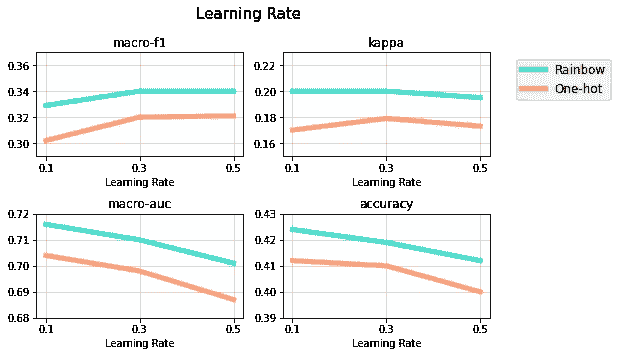 Learning Rate
macro-f1
kappa
0.36
0.34
0.32
0.30
0.22
0.20
0.18
0.16
Rainbow
One-hot
0.1 0.3 0.5
0.1 0.3 0.5
Learning Rate
Learning Rate
macro-auc
accuracy
0.72
0.71
0.70
0.69
0.68
0.43
0.42
0.41
0.40
0.39
0.1 0.3 0.5
0.1 0.3 0.5
Learning Rate
Learning Rate